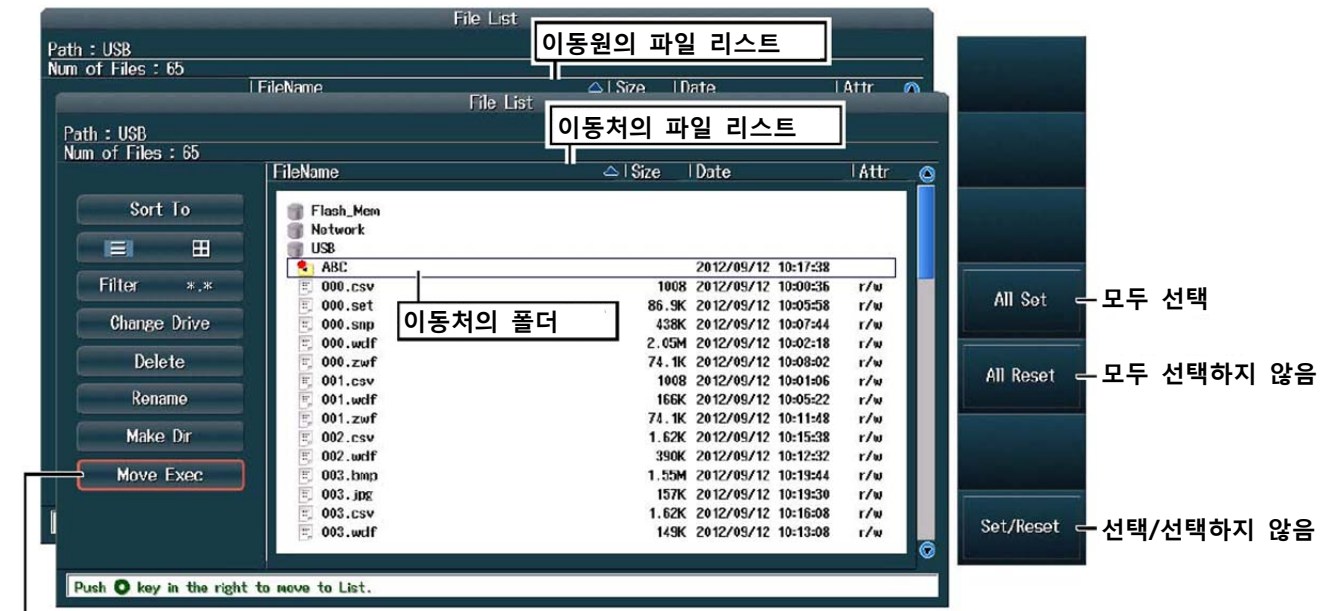 File List
이동원의 파일 리스트
Path : USB
Num of Files : 65
FileName Size Date Attr
File List
이동처의 파일 리스트
Path : USB
Num of Files : 65
FileName Size Date Attr
Sort To
Filter *.*
Change Drive
Delete
Rename
Make Dir
Move Exec
Flash_Mem
Network
USB
ABC 2012/09/12 10:17:38
000.csv 1008 2012/09/12 10:00:36 r/w
000.set 86.9K 2012/09/12 10:05:58 r/w
000.snp 438K 2012/09/12 10:07:44 r/w
000.wdf 2.05M 2012/09/12 10:02:18 r/w
000.zwf 74.1K 2012/09/12 10:08:02 r/w
001.csv 1008 2012/09/12 10:01:06 r/w
001.wdf 166K 2012/09/12 10:05:22 r/w
001.zwf 74.1K 2012/09/12 10:11:48 r/w
002.csv 1.62K 2012/09/12 10:15:38 r/w
002.wdf 390K 2012/09/12 10:12:32 r/w
003.bmp 1.55M 2012/09/12 10:19:44 r/w
003.jpg 157K 2012/09/12 10:19:30 r/w
003.csv 1.62K 2012/09/12 10:16:08 r/w
003.wdf 149K 2012/09/12 10:13:08 r/w
이동처의 폴더
Push key in the right to move to List.
All Set
모두 선택
All Reset
모두 선택하지 않음
Set/Reset
선택/선택하지 않음